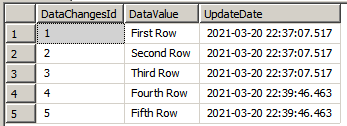 DataChangesId DataValue UpdateDate
1 1 First Row 2021-03-20 22:37:07.517
2 2 Second Row 2021-03-20 22:37:07.517
3 3 Third Row 2021-03-20 22:37:07.517
4 4 Fourth Row 2021-03-20 22:39:46.463
5 5 Fifth Row 2021-03-20 22:39:46.463